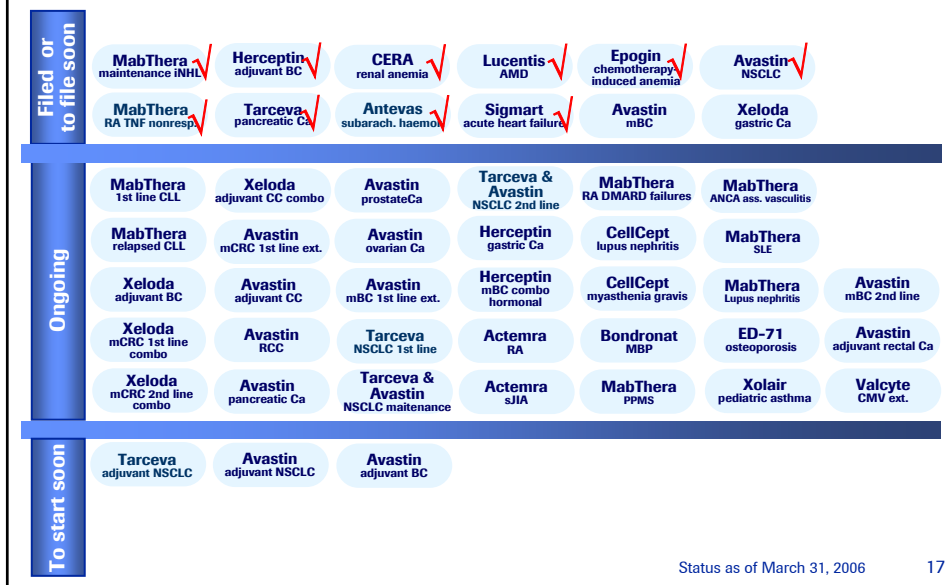 Filed or
to file soon
MabThera
maintenance iNHL
Herceptin
adjuvant BC
CERA
renal anemia
Lucentis
AMD
Epogin
chemotherapy-
induced anemia
Avastin
NSCLC
MabThera
RA TNF nonresp.
Tarceva
pancreatic Ca
Antevas
subarach. haemor
Sigmart
acute heart failure
Avastin
mBC
Xeloda
gastric Ca
Ongoing
MabThera
1st line CLL
Xeloda
adjuvant CC combo
Avastin
prostateCa
Tarceva &
Avastin
NSCLC 2nd line
MabThera
RA DMARD failures
MabThera
ANCA ass. vasculitis
MabThera
relapsed CLL
Avastin
mCRC 1st line ext.
Avastin
ovarian Ca
Herceptin
gastric Ca
CellCept
lupus nephritis
MabThera
SLE
Xeloda
adjuvant BC
Avastin
adjuvant CC
Avastin
mBC 1st line ext.
Herceptin
mBC combo
hormonal
CellCept
myasthenia gravis
MabThera
Lupus nephritis
Avastin
mBC 2nd line
Xeloda
mCRC 1st line
combo
Avastin
RCC
Tarceva
NSCLC 1st line
Actemra
RA
Bondronat
MBP
ED-71
osteoporosis
Avastin
adjuvant rectal Ca
Xeloda
mCRC 2nd line
combo
Avastin
pancreatic Ca
Tarceva &
Avastin
NSCLC maitenance
Actemra
sJIA
MabThera
PPMS
Xolair
pediatric asthma
Valcyte
CMV ext.
To start soon
Tarceva
adjuvant NSCLC
Avastin
adjuvant NSCLC
Avastin
adjuvant BC
Status as of March 31, 2006
17